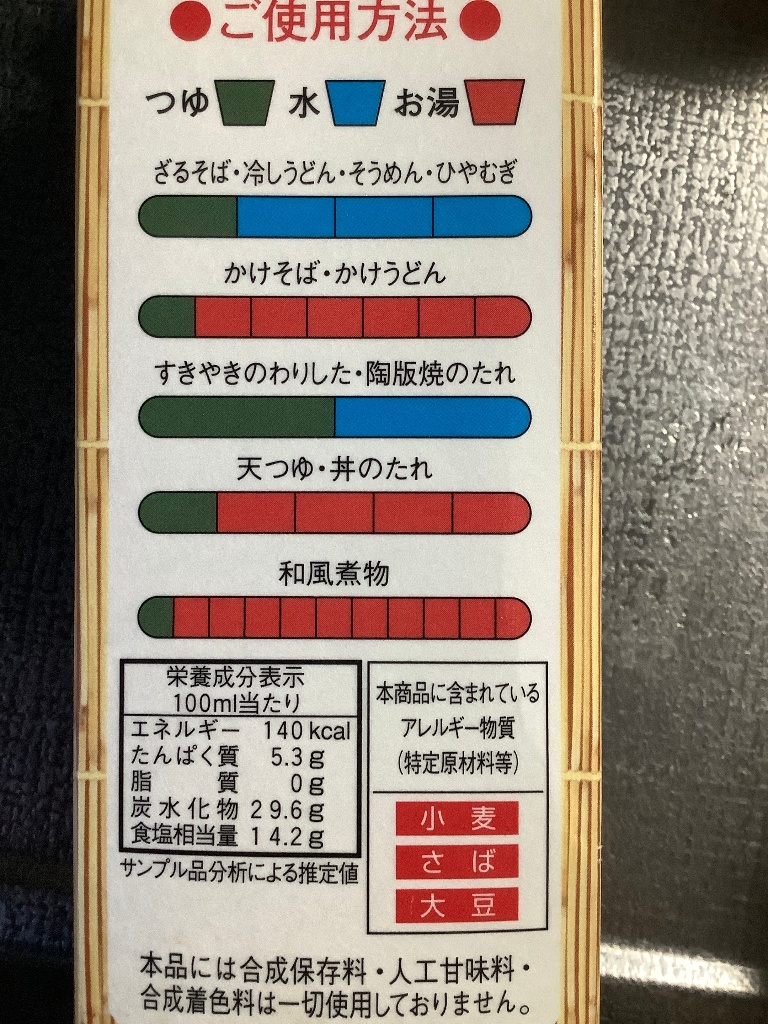 ●ご使用方法●
つゆ 水 お湯
ざるそば・冷しうどん・そうめん・ひやむぎ
かけそば・かけうどん
すきやきのわりした・陶版焼のたれ
天つゆ・丼のたれ
和風煮物
栄養成分表示
100ml当たり
エネルギー 140kcal
たんぱく質 5.3g
脂質 0g
炭水化物 29.6g
食塩相当量 14.2g
サンプル品分析による推定値
本商品に含まれている
アレルギー物質
(特定原材料等)
小麦
さば
大豆
本品には合成保存料・人工甘味料・
合成着色料は一切使用しておりません。